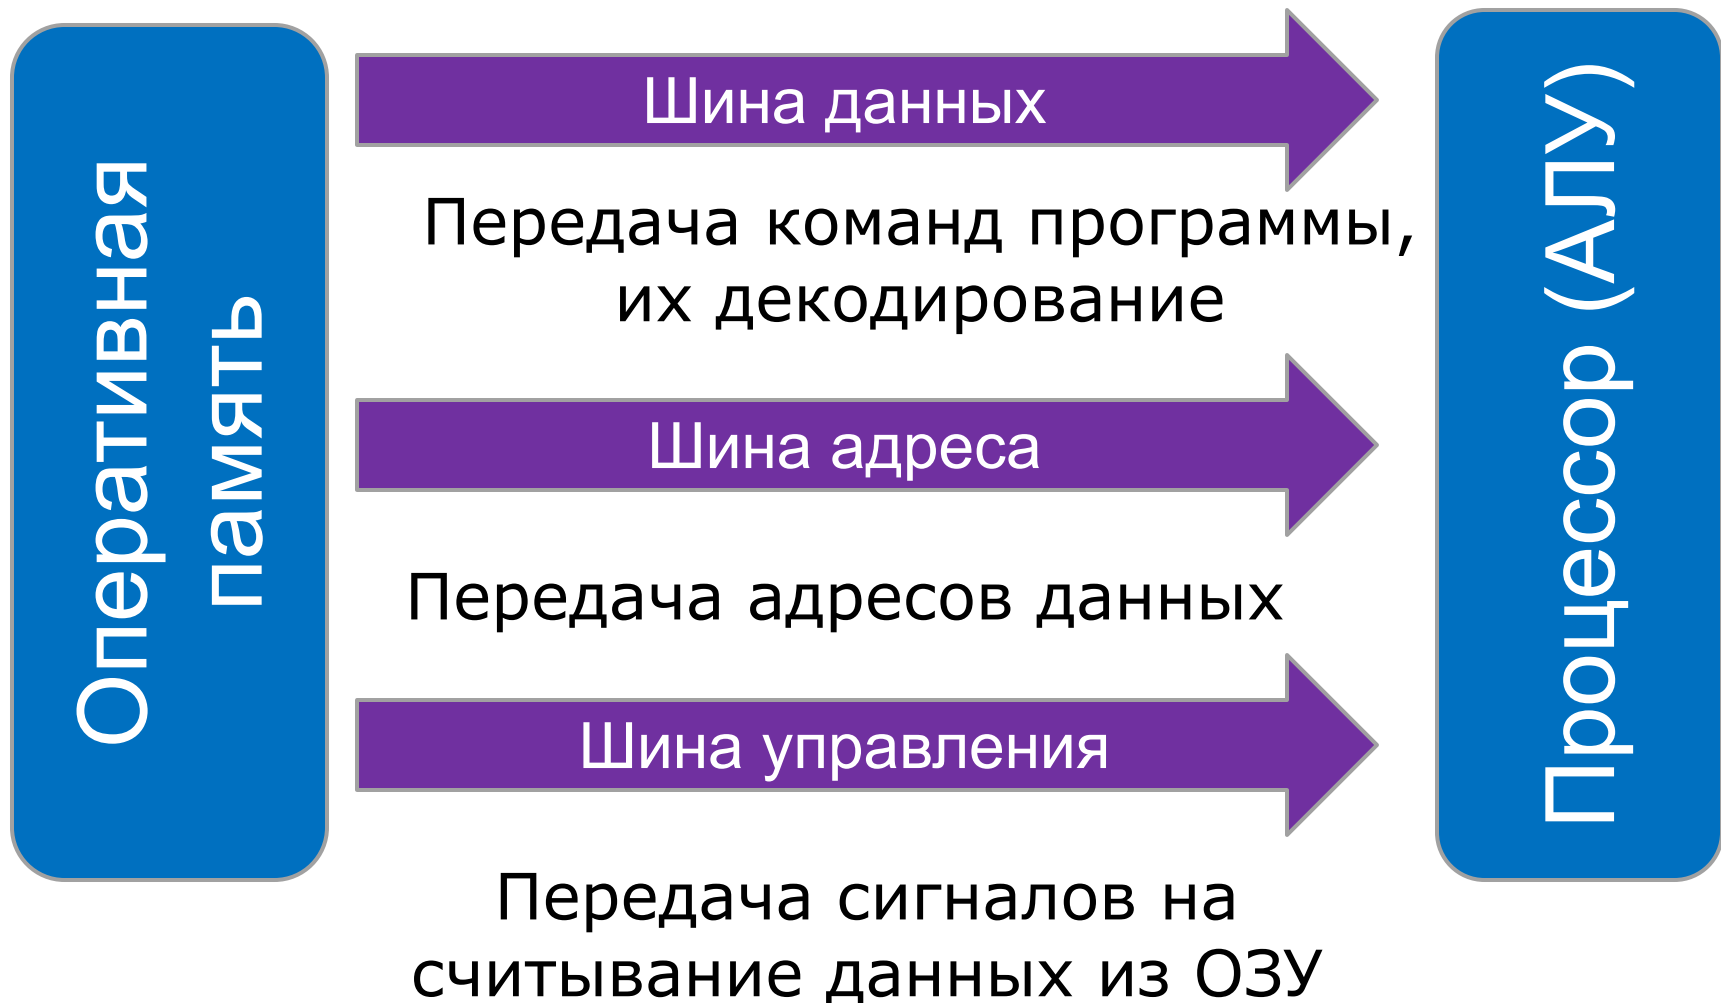 Оперативная
память
Шина данных
Передача команд программы,
их декодирование
Шина адреса
Передача адресов данных
Шина управления
Передача сигналов на
считывание данных из ОЗУ
Процессор (АЛУ)